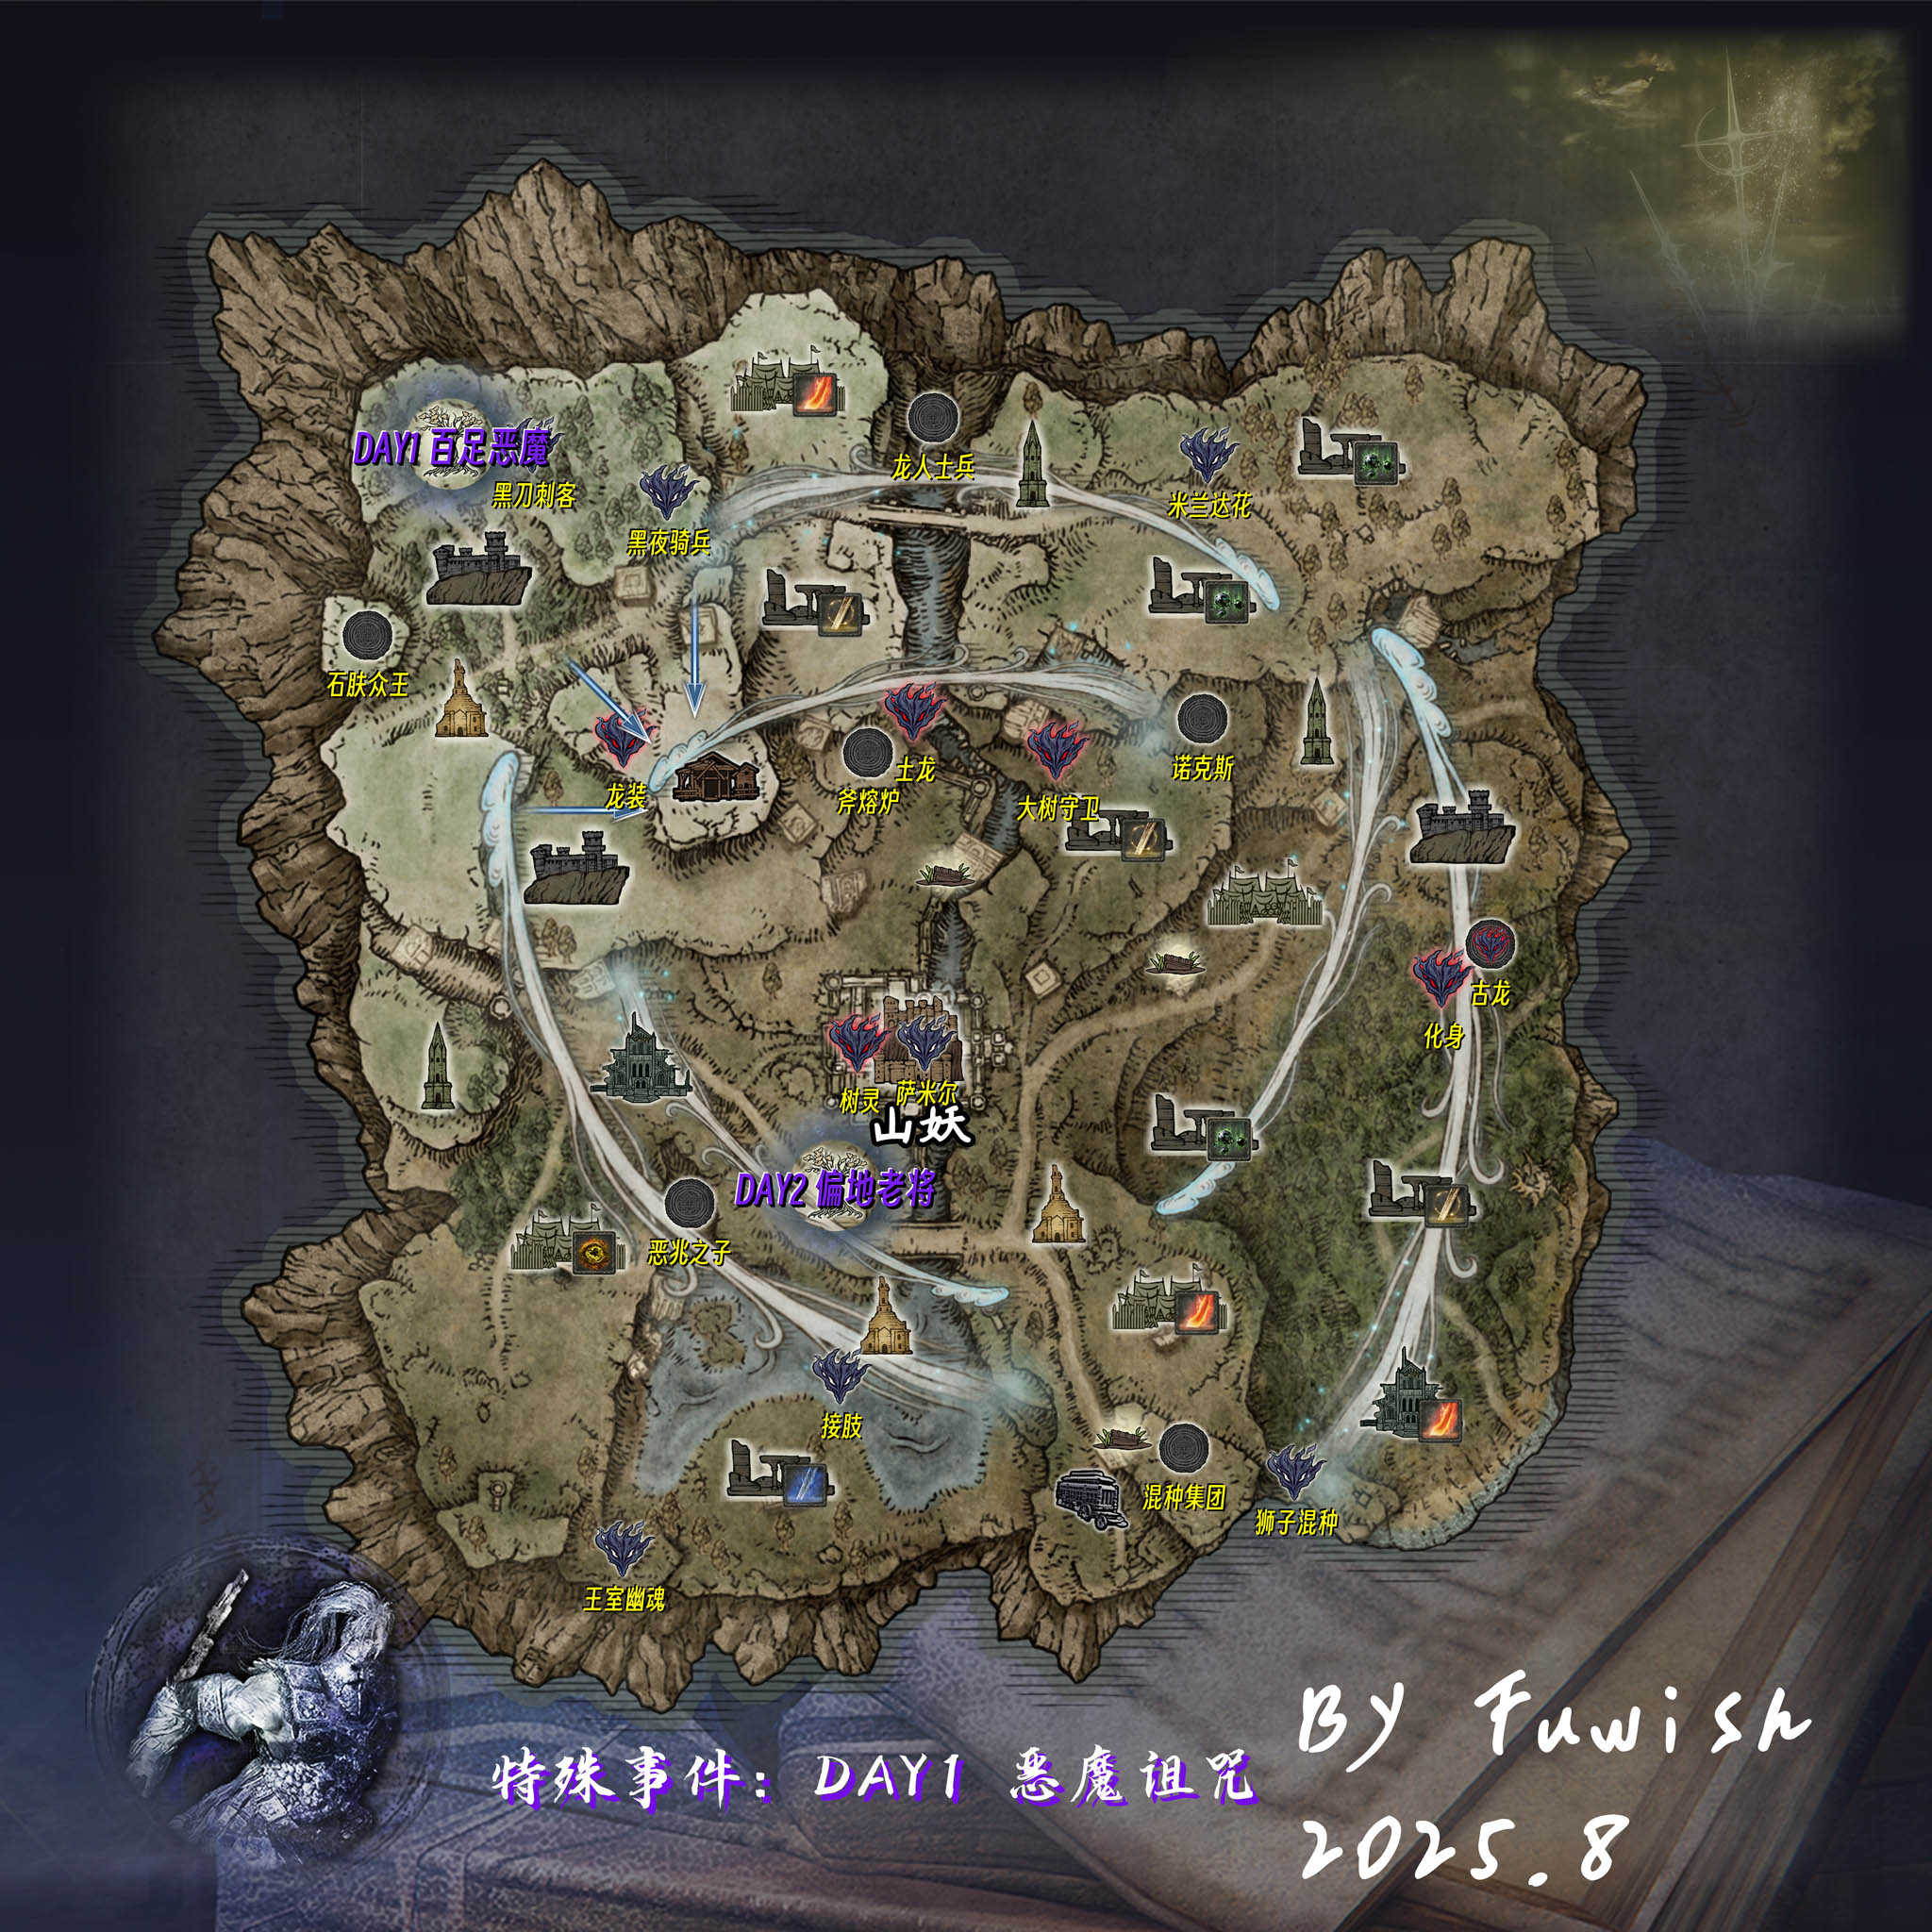 龙人士兵
DAY1 百足恶魔
黑刀刺客
米兰达花
黑夜骑兵
石肤众王
龙装
土龙
斧熔炉
诺克斯
大树守卫
古龙
化身
树灵
萨米尔
山妖
DAY2 偏地老将
恶兆之子
接肢
混种集团
狮子混种
王室幽魂
By Fuwish
特殊事件：DAY1 恶魔诅咒
2025.8